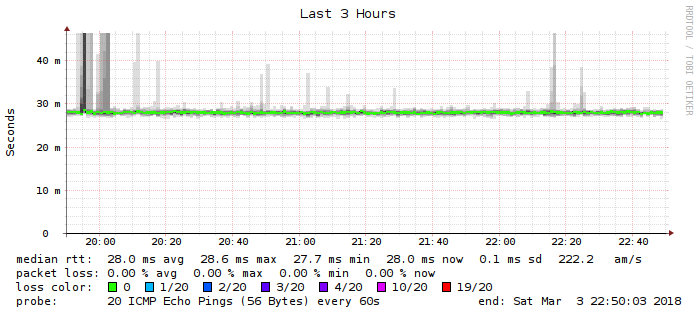 Last 3 Hours
RRDTOOL / TOBI OETIKER
Seconds
40 m
30 m
20 m
10 m
0
20:00 20:20 20:40 21:00 21:20 21:40 22:00 22:20 22:40
median rtt: 28.0 ms avg 28.6 ms max 27.7 ms min 28.0 ms now 0.1 ms sd 222.2 am/s
packet loss: 0.00 % avg 0.00 % max 0.00 % min 0.00 % now
loss color: 0 1/20 2/20 3/20 4/20 10/20 19/20
probe: 20 ICMP Echo Pings (56 Bytes) every 60s end: Sat Mar 3 22:50:03 2018